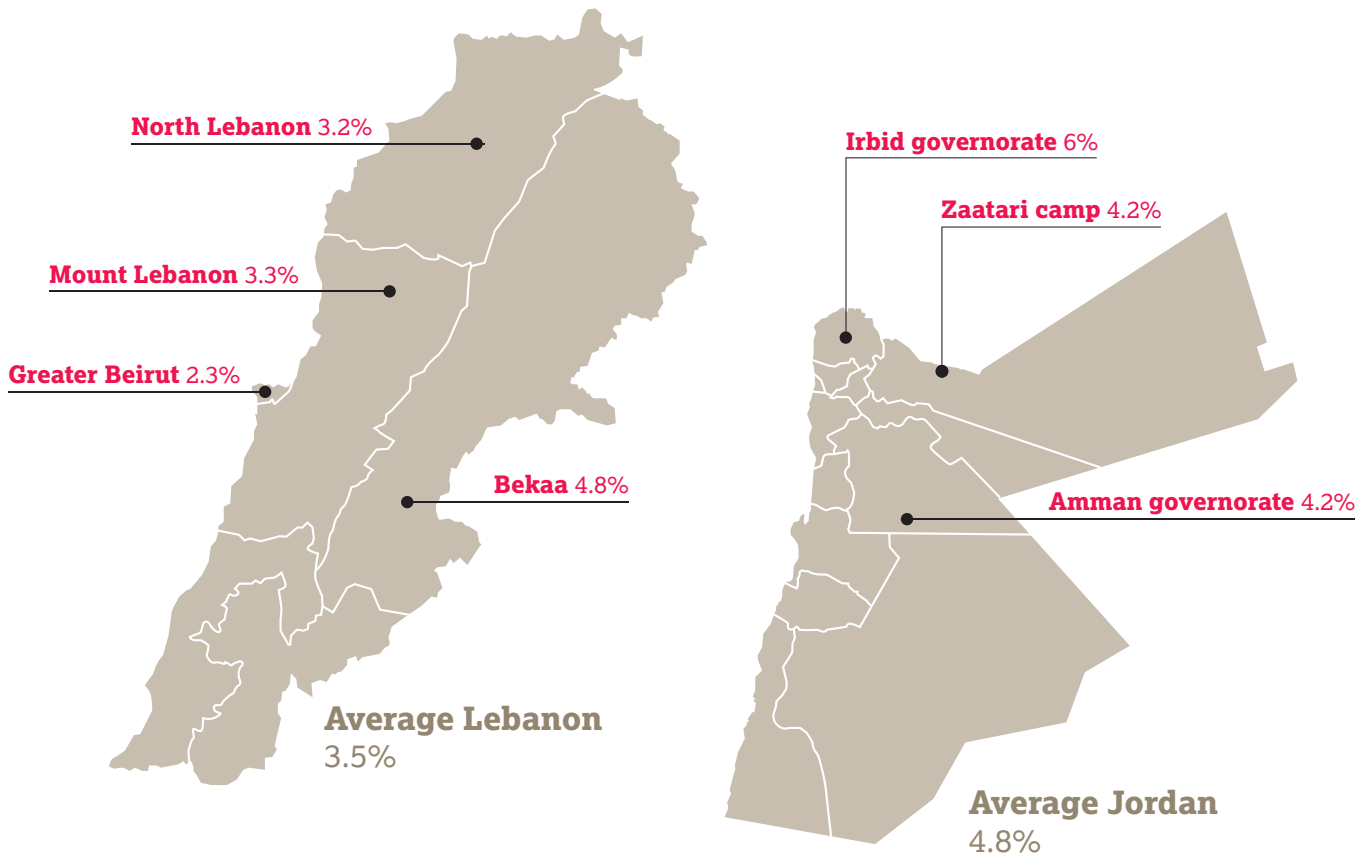 North Lebanon 3.2%
Mount Lebanon 3.3%
Greater Beirut 2.3%
Bekaa 4.8%
Average Lebanon
3.5%
Irbid governorate 6%
Zaatari camp 4.2%
Amman governorate 4.2%
Average Jordan
4.8%